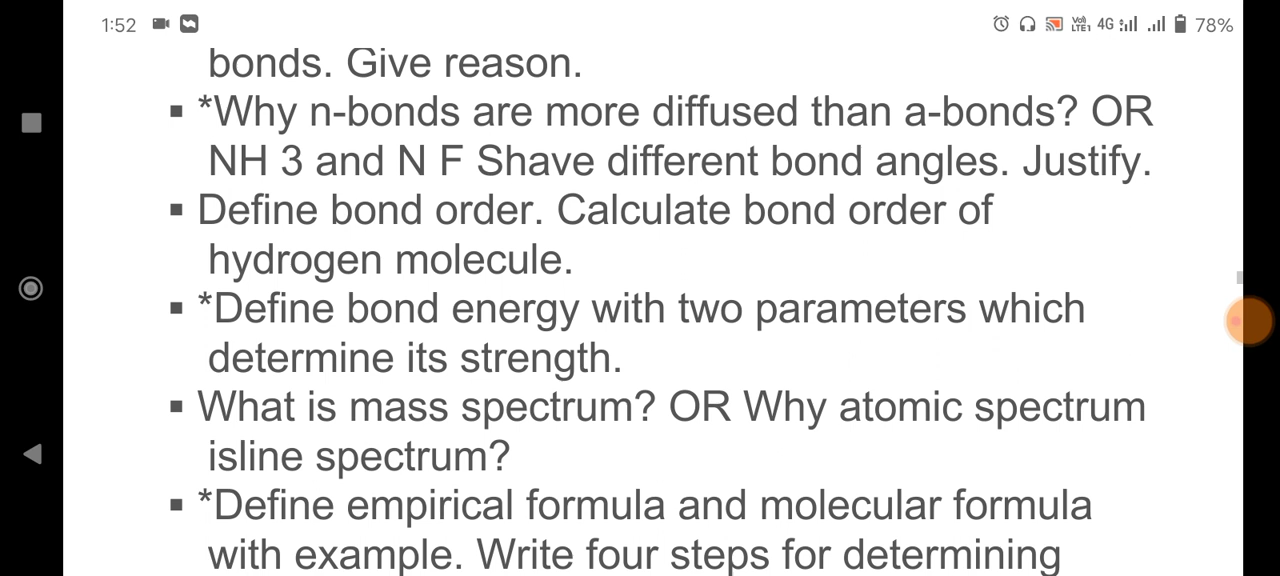 1:52 4G 78%
bonds. Give reason.
▪ *Why n-bonds are more diffused than a-bonds? OR
NH 3 and N F Shave different bond angles. Justify.
▪ Define bond order. Calculate bond order of
hydrogen molecule.
▪ *Define bond energy with two parameters which
determine its strength.
▪ What is mass spectrum? OR Why atomic spectrum
isline spectrum?
▪ *Define empirical formula and molecular formula
with example. Write four steps for determining